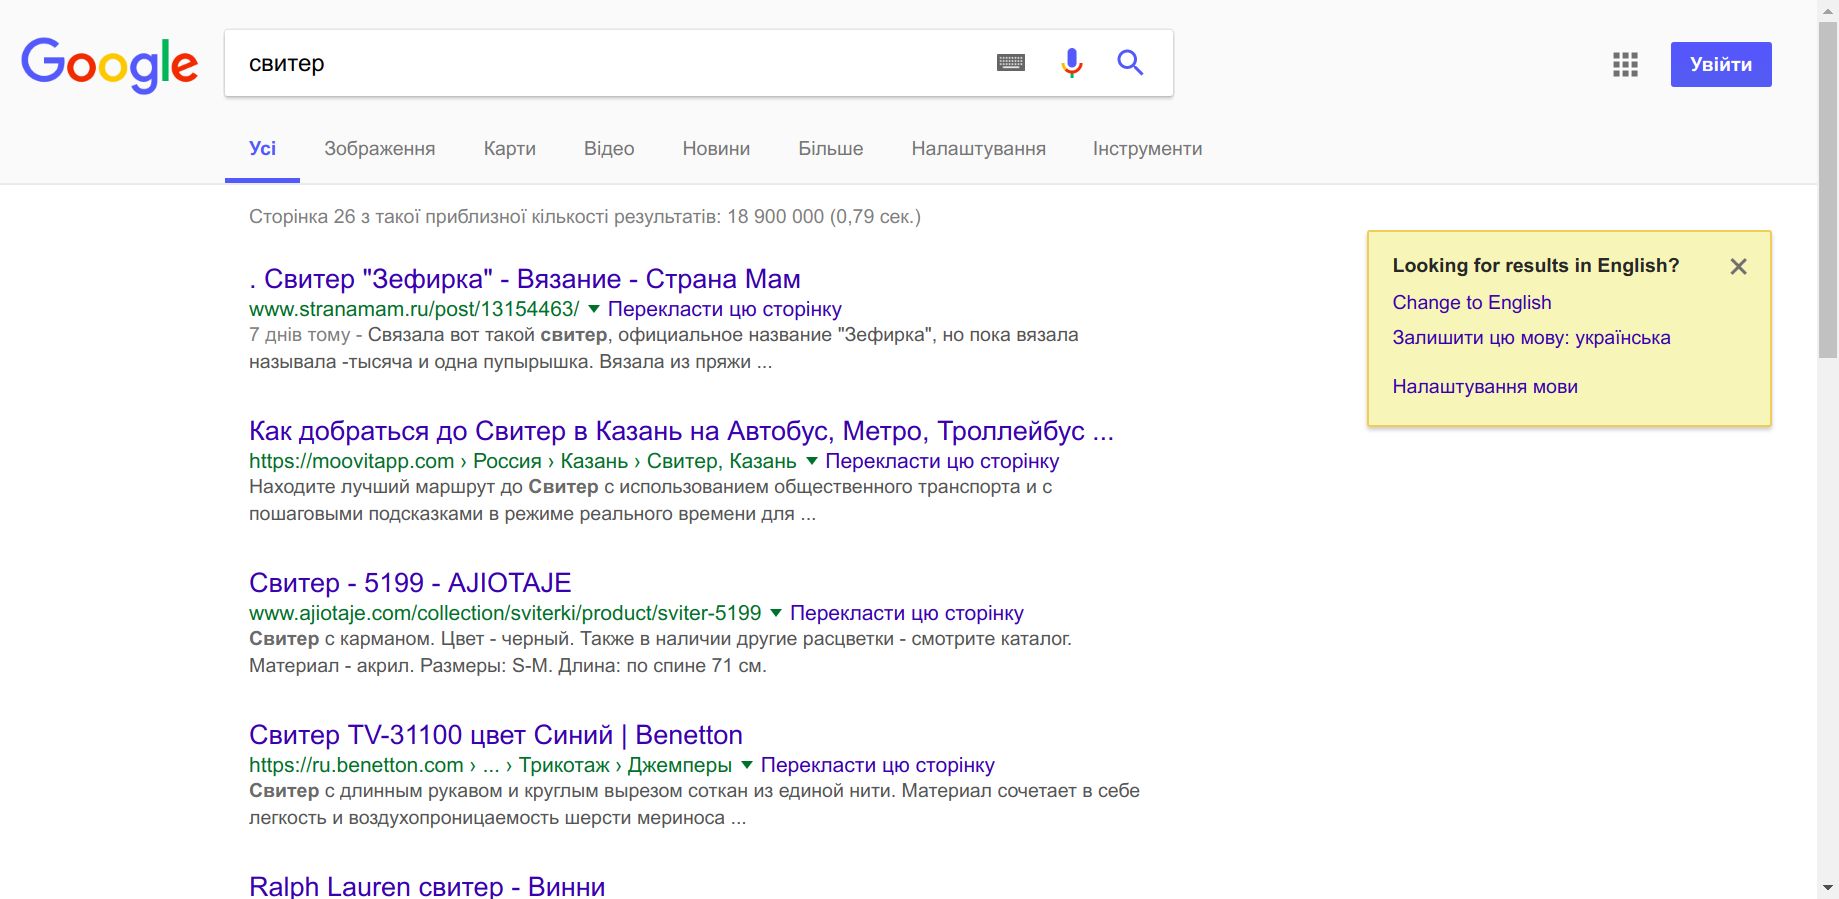 Google
свитер
Увійти
Усі Зображення Карти Відео Новини Більше Налаштування Інструменти
Сторінка 26 з такої приблизної кількості результатів: 18 900 000 (0,79 сек.)
. Свитер "Зефирка" - Вязание - Страна Мам
www.stranamam.ru/post/13154463/ Перекласти цю сторінку
7 днів тому - Связала вот такой свитер, официальное название "Зефирка", но пока вязала
называла -тысяча и одна пупырышка. Вязала из пряжи ...
Как добраться до Свитер в Казань на Автобус, Метро, Троллейбус ...
https://moovitapp.com › Россия › Казань › Свитер, Казань Перекласти цю сторінку
Находите лучший маршрут до Свитер с использованием общественного транспорта и с
пошаговыми подсказками в режиме реального времени для ...
Свитер - 5199 - AJIOTAJE
www.ajiotaje.com/collection/sviterki/product/sviter-5199 Перекласти цю сторінку
Свитер с карманом. Цвет - черный. Также в наличии другие расцветки - смотрите каталог.
Материал - акрил. Размеры: S-M. Длина: по спине 71 см.
Свитер TV-31100 цвет Синий | Benetton
https://ru.benetton.com › ... › Трикотаж › Джемперы Перекласти цю сторінку
Свитер с длинным рукавом и круглым вырезом соткан из единой нити. Материал сочетает в себе
легкость и воздухопроницаемость шерсти мериноса ...
Ralph Lauren свитер - Винни
Looking for results in English?
Change to English
Залишити цю мову: українська
Налаштування мови